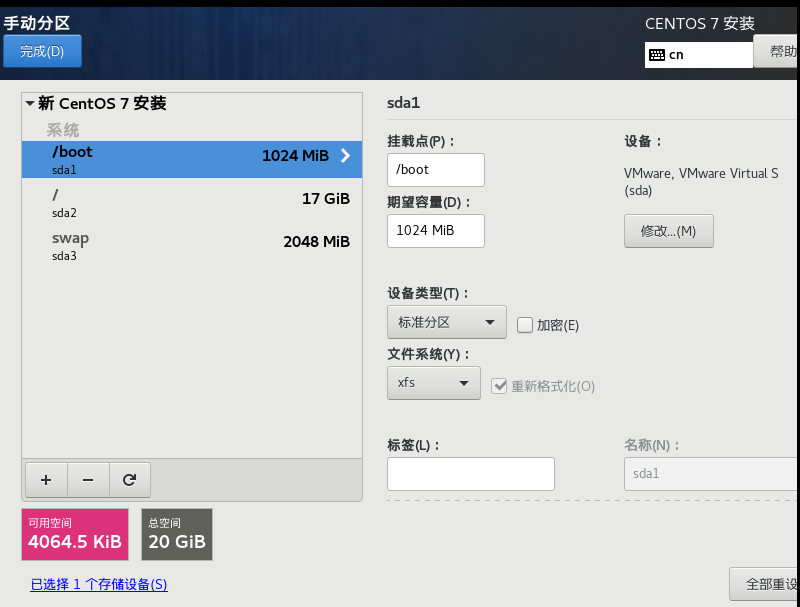 手动分区
CENTOS 7 安装
完成(D)
cn
帮助
新 CentOS 7 安装
系统
/boot
1024 MiB
sda1
/
17 GiB
sda2
swap
2048 MiB
sda3
+
−
可用空间
4064.5 KiB
总空间
20 GiB
已选择 1 个存储设备(S)
sda1
挂载点(P)：
/boot
期望容量(D)：
1024 MiB
设备：
VMware, VMware Virtual S
(sda)
修改...(M)
设备类型(T)：
标准分区
加密(E)
文件系统(Y)：
xfs
重新格式化(O)
标签(L)：
名称(N)：
sda1
全部重设